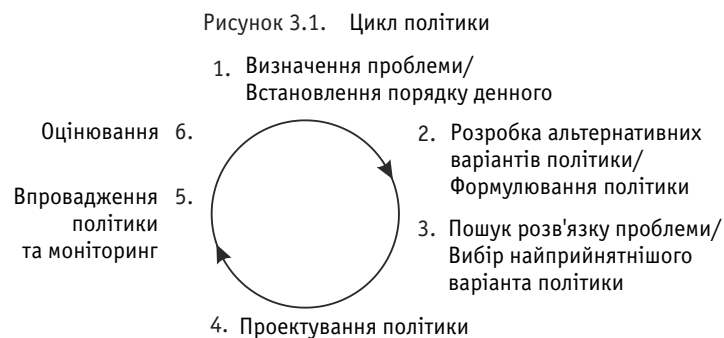 Рисунок 3.1. Цикл політики
1. Визначення проблеми/
Встановлення порядку денного
2. Розробка альтернативних
варіантів політики/
Формулювання політики
3. Пошук розв'язку проблеми/
Вибір найприйнятнішого
варіанта політики
4. Проектування політики
Впровадження 5.
політики
та моніторинг
Оцінювання 6.